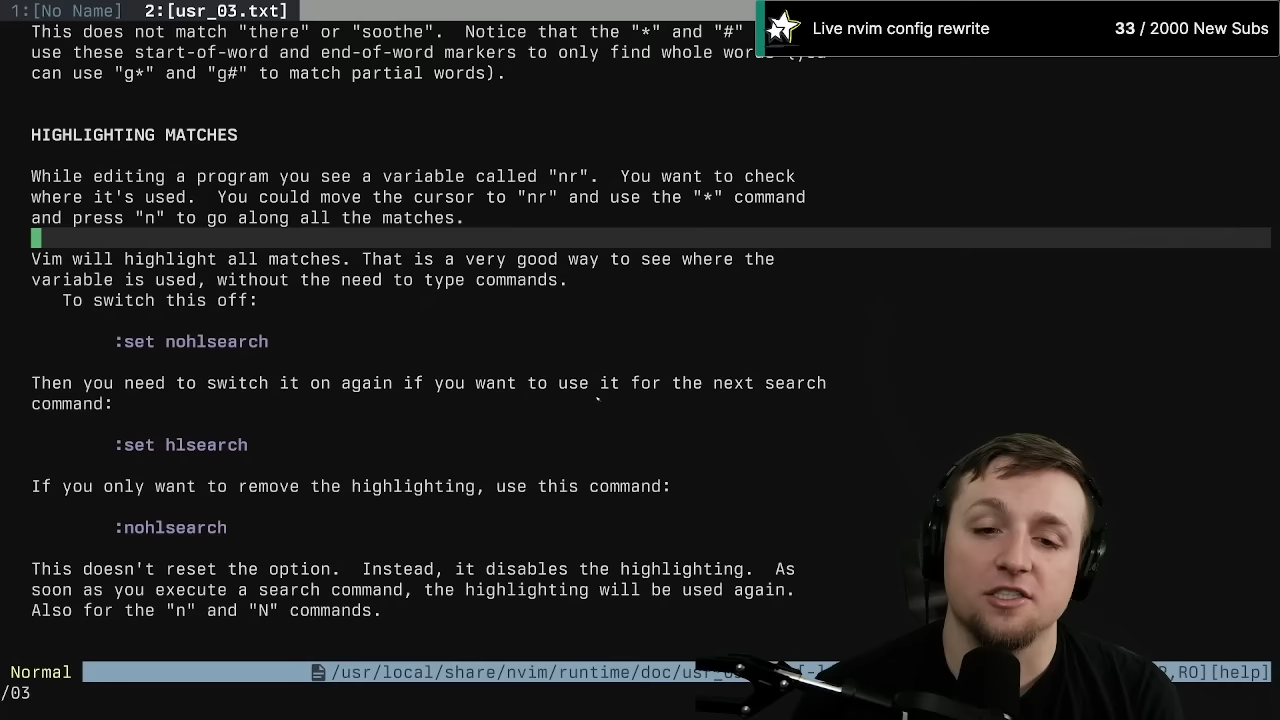 1:[No Name]  2:[usr_03.txt]
Live nvim config rewrite 33 / 2000 New Subs
This does not match "there" or "soothe".  Notice that the "*" and "#"
use these start-of-word and end-of-word markers to only find whole
can use "g*" and "g#" to match partial words).
HIGHLIGHTING MATCHES
While editing a program you see a variable called "nr".  You want to check
where it's used.  You could move the cursor to "nr" and use the "*" command
and press "n" to go along all the matches.
Vim will highlight all matches. That is a very good way to see where the
variable is used, without the need to type commands.
To switch this off:
:set nohlsearch
Then you need to switch it on again if you want to use it for the next search
command:
:set hlsearch
If you only want to remove the highlighting, use this command:
:nohlsearch
This doesn't reset the option.  Instead, it disables the highlighting.  As
soon as you execute a search command, the highlighting will be used again.
Also for the "n" and "N" commands.
Normal /usr/local/share/nvim/runtime/doc/ ,RO][help]
/03